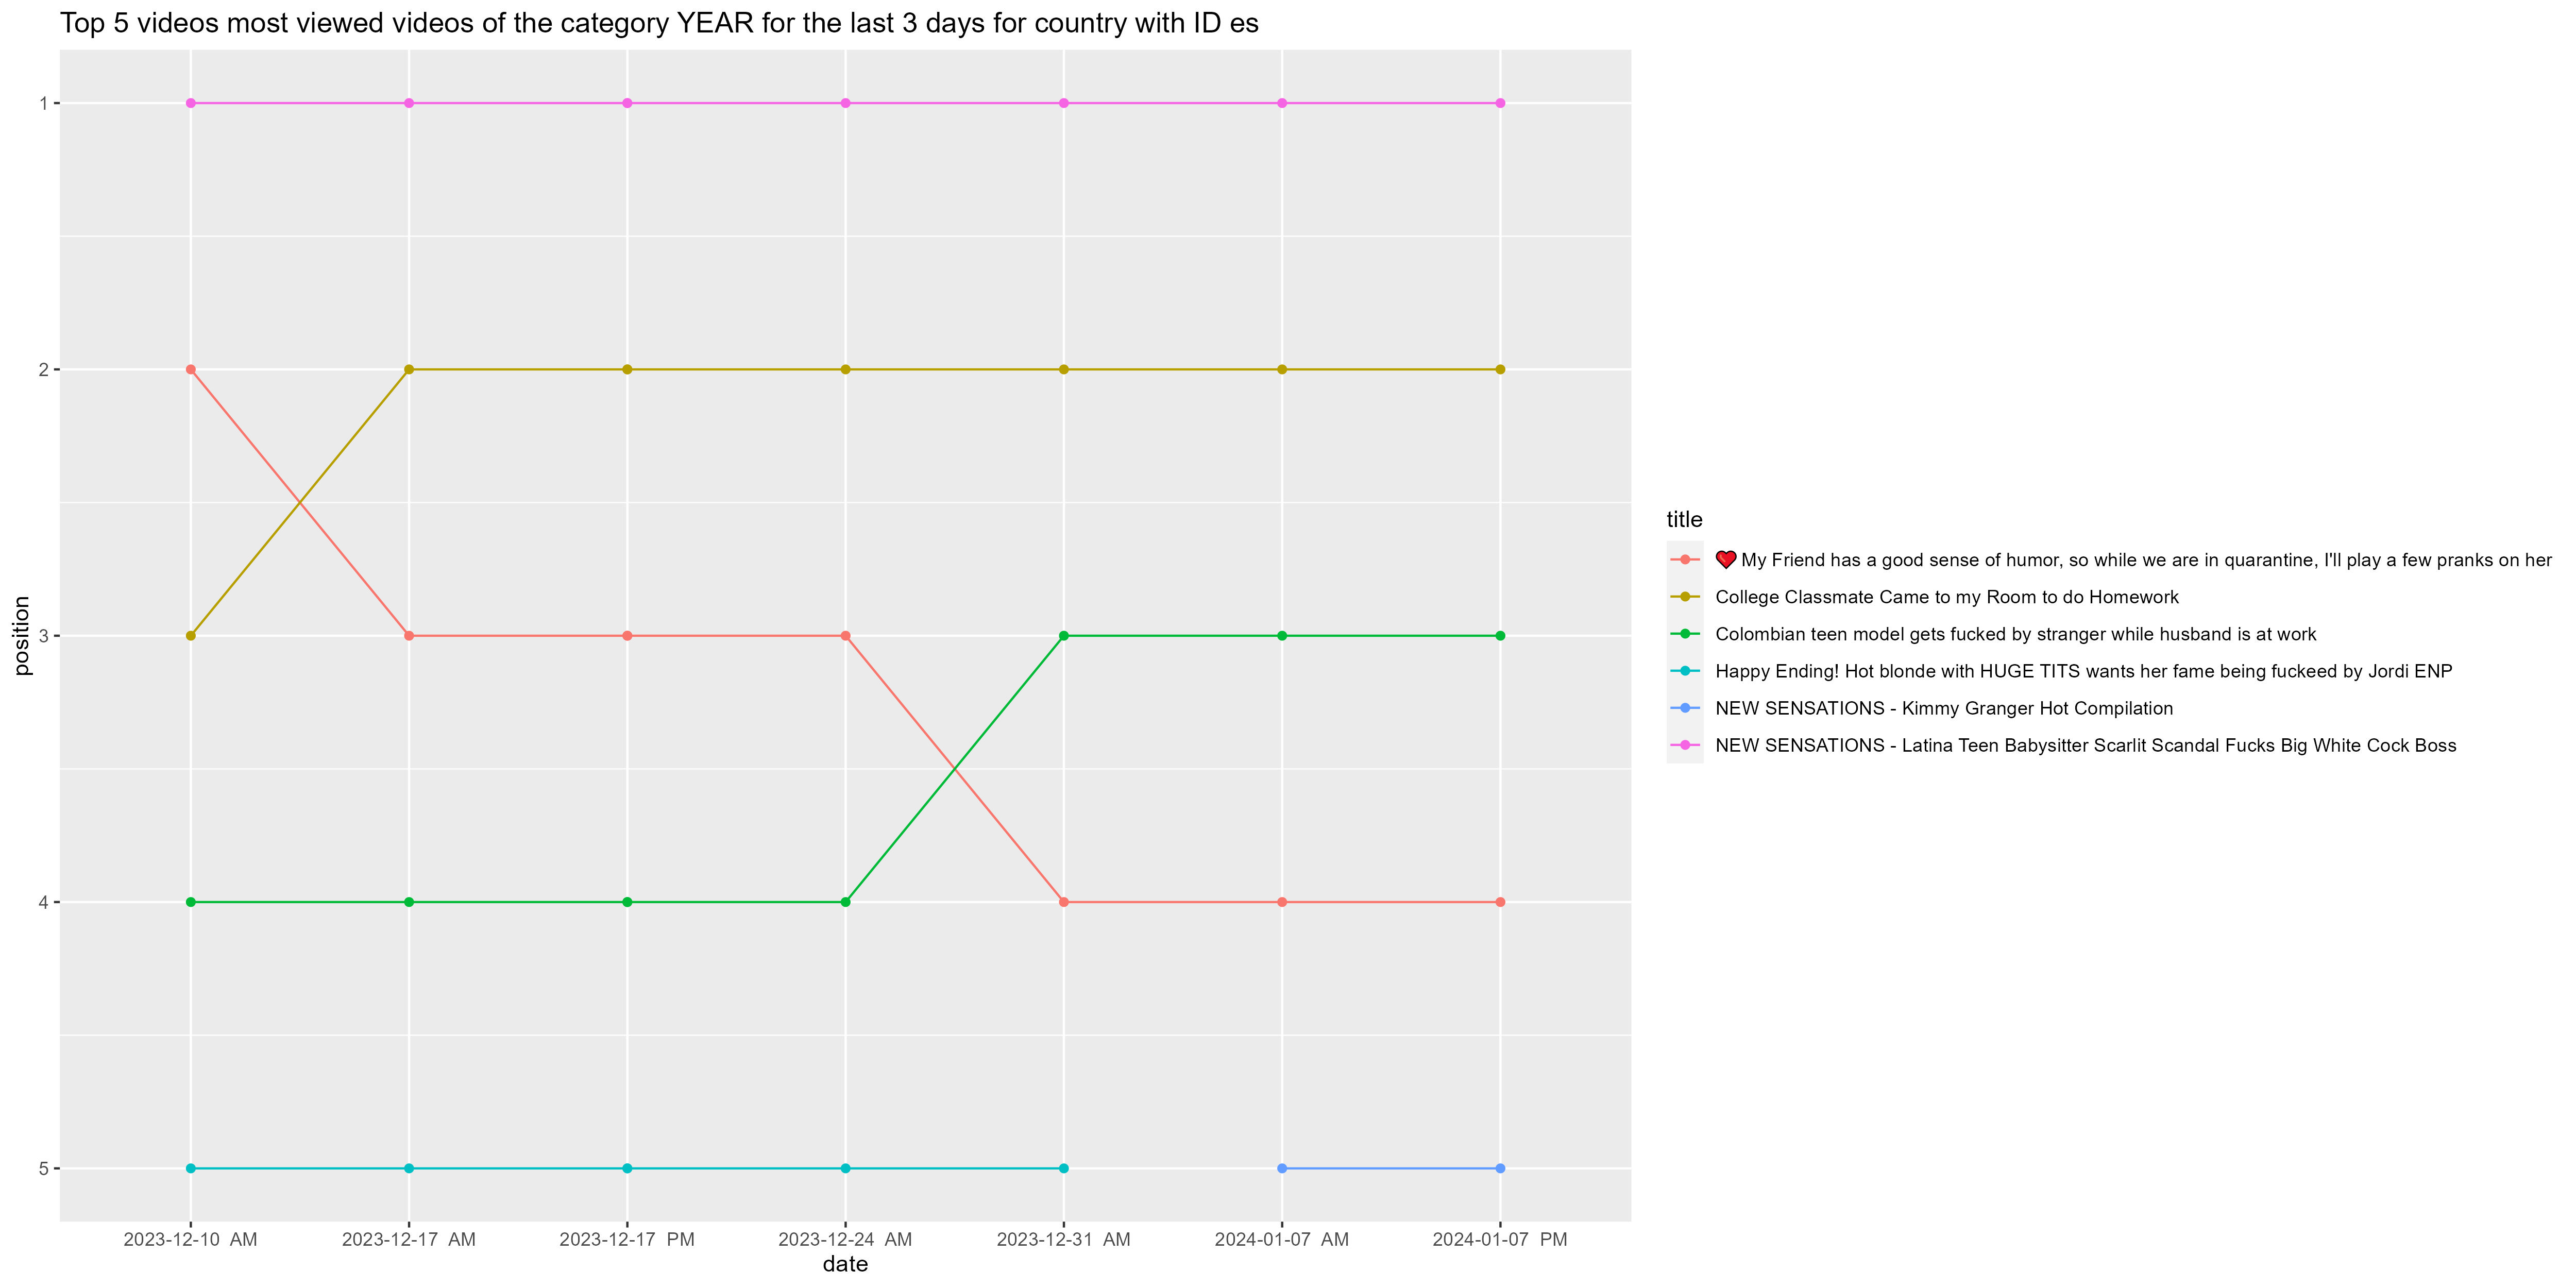 Top 5 videos most viewed videos of the category YEAR for the last 3 days for country with ID es
1
2
3
4
5
position
2023-12-10 AM
2023-12-17 AM
2023-12-17 PM
2023-12-24 AM
2023-12-31 AM
2024-01-07 AM
2024-01-07 PM
date
title
❤ My Friend has a good sense of humor, so while we are in quarantine, I'll play a few pranks on her
College Classmate Came to my Room to do Homework
Colombian teen model gets fucked by stranger while husband is at work
Happy Ending! Hot blonde with HUGE TITS wants her fame being fuckeed by Jordi ENP
NEW SENSATIONS - Kimmy Granger Hot Compilation
NEW SENSATIONS - Latina Teen Babysitter Scarlit Scandal Fucks Big White Cock Boss